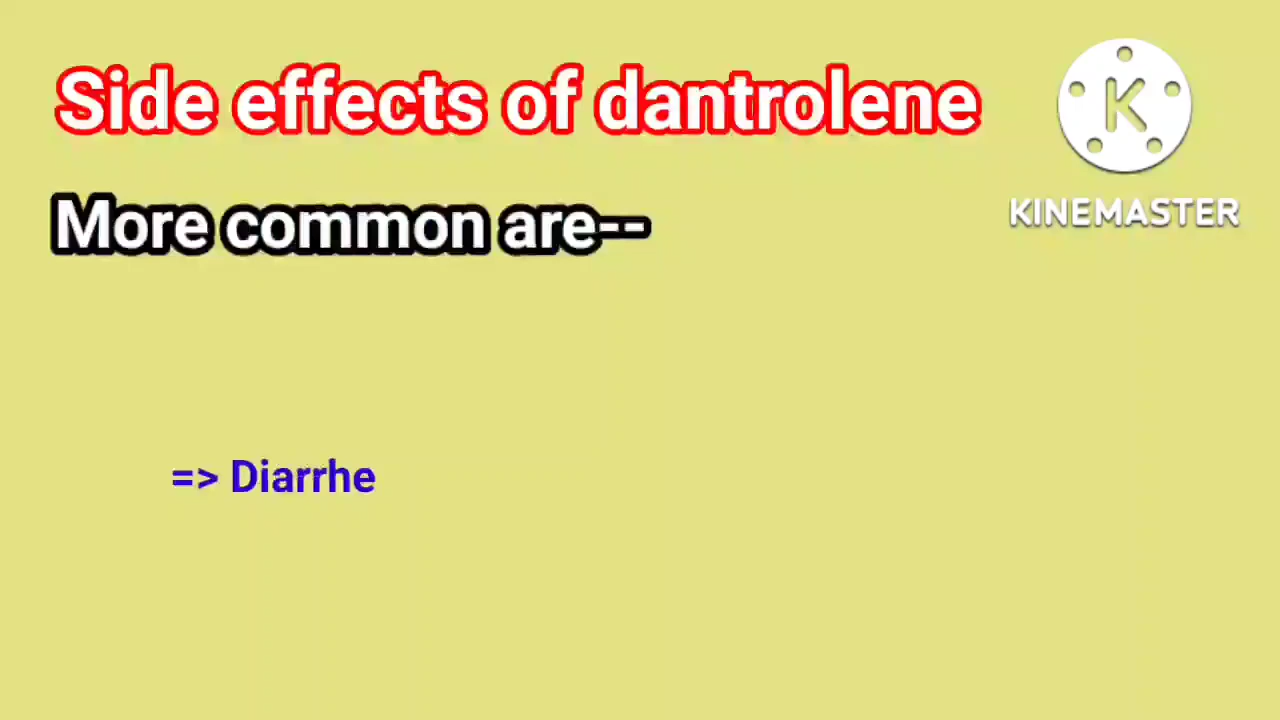 Side effects of dantrolene
K
KINEMASTER
More common are--
=> Diarrhe